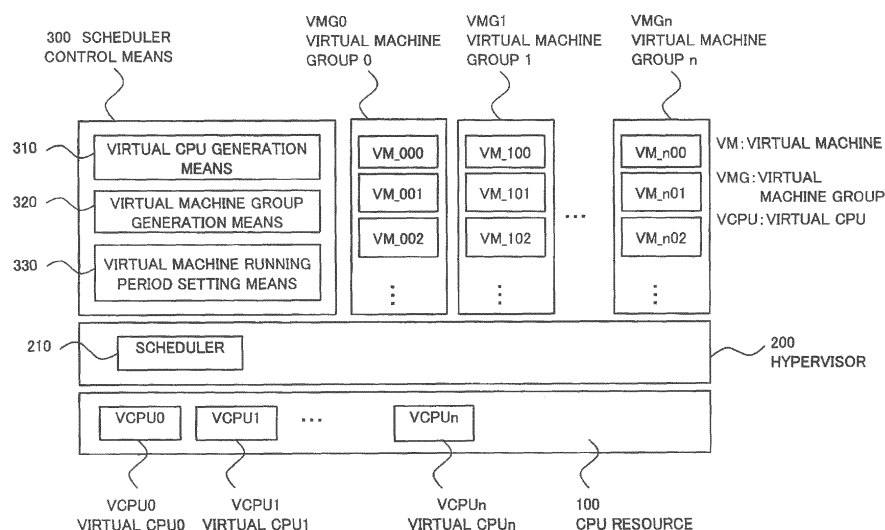 300 SCHEDULER
CONTROL MEANS
VMG0
VIRTUAL MACHINE
GROUP 0
VMG1
VIRTUAL MACHINE
GROUP 1
VMGn
VIRTUAL MACHINE
GROUP n
310
VIRTUAL CPU GENERATION
MEANS
320
VIRTUAL MACHINE GROUP
GENERATION MEANS
330
VIRTUAL MACHINE RUNNING
PERIOD SETTING MEANS
VM_000
VM_001
VM_002
⋮
VM_100
VM_101
VM_102
⋮
...
VM_n00
VM_n01
VM_n02
⋮
VM:VIRTUAL MACHINE
VMG:VIRTUAL
MACHINE GROUP
VCPU:VIRTUAL CPU
210
SCHEDULER
200
HYPERVISOR
VCPU0
VCPU1
...
VCPUn
VCPU0
VIRTUAL CPU0
VCPU1
VIRTUAL CPU1
VCPUn
VIRTUAL CPUn
100
CPU RESOURCE